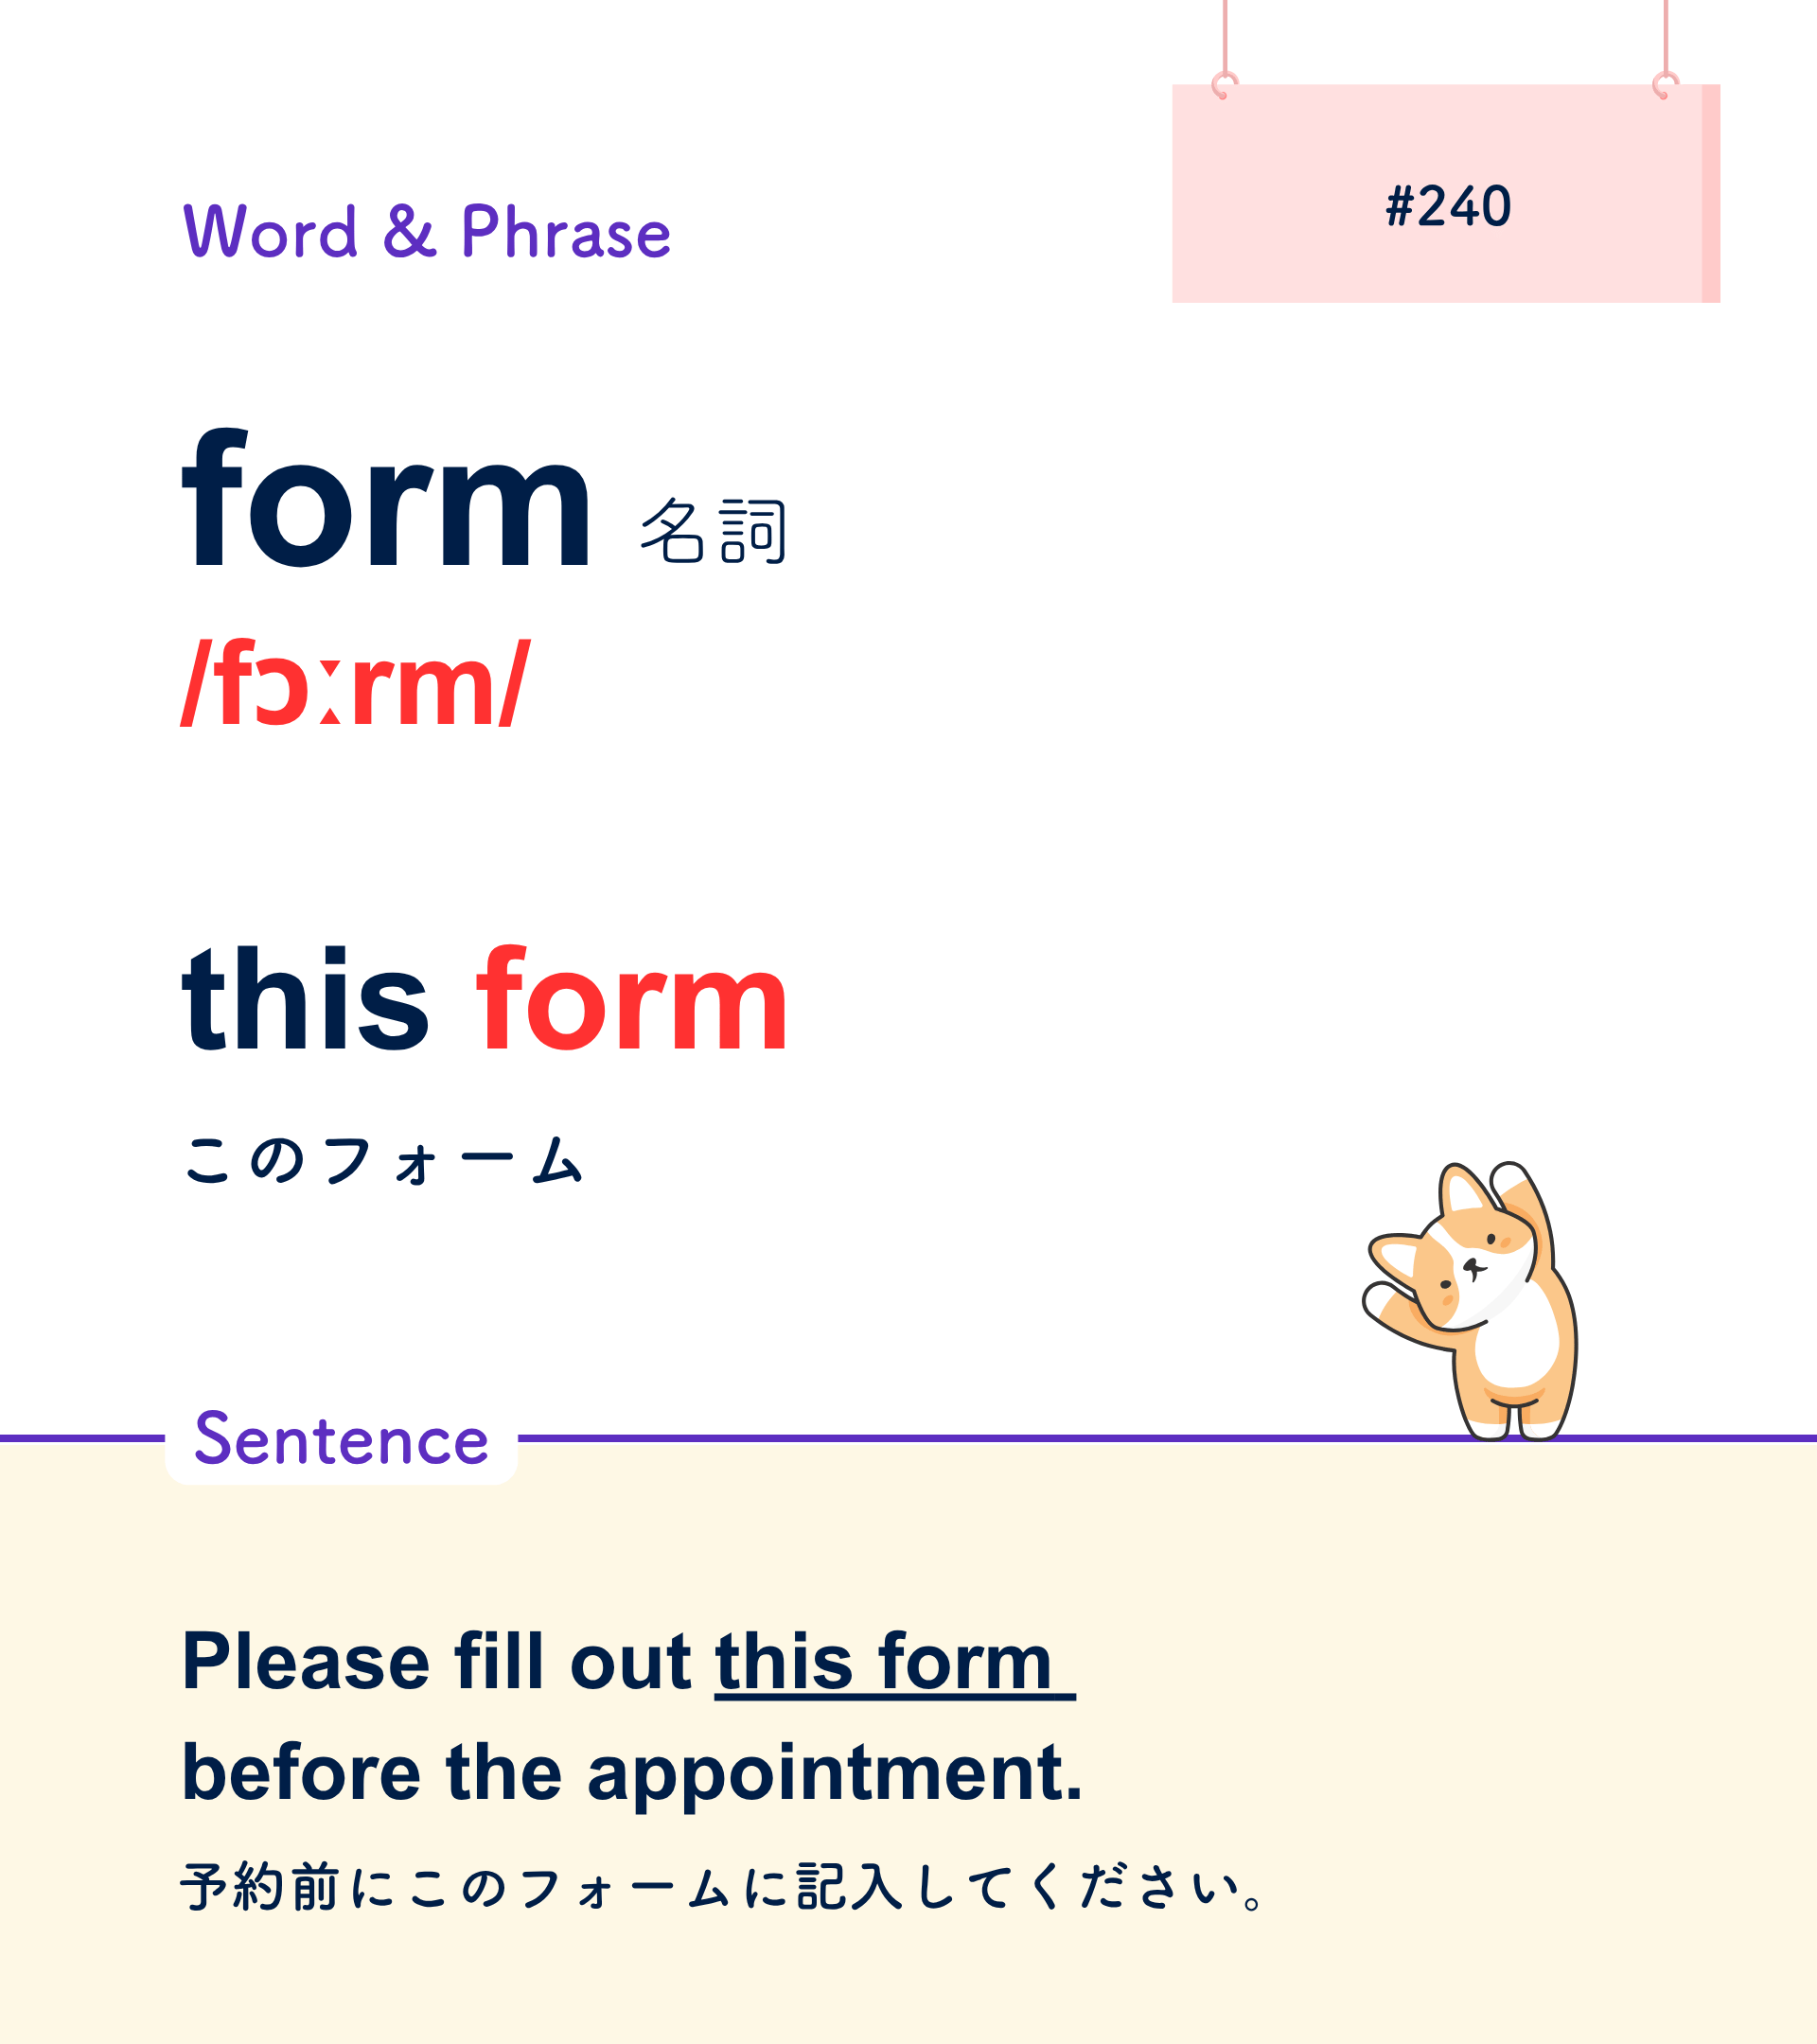 #240
Word & Phrase
form 名詞
/fɔːrm/
this form
このフォーム
Sentence
Please fill out this form
before the appointment.
予約前にこのフォームに記入してください。